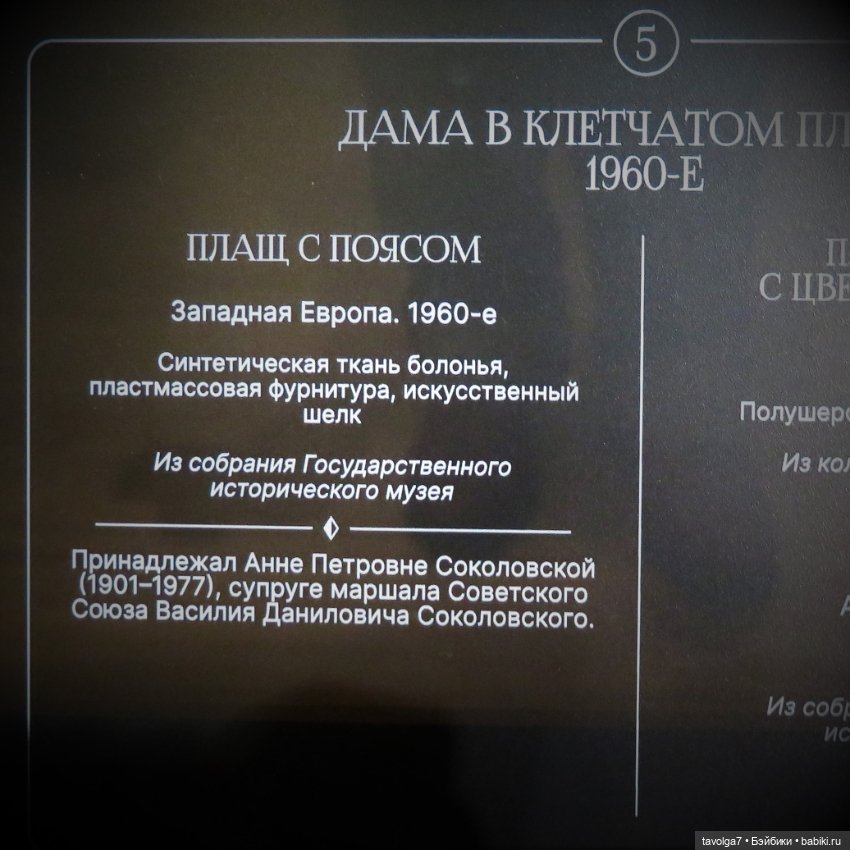 5
ДАМА В КЛЕТЧАТОМ
1960-Е
ПЛАЩ С ПОЯСОМ
Западная Европа. 1960-е
Синтетическая ткань болонья,
пластмассовая фурнитура, искусственный
шелк
Из собрания Государственного
исторического музея
Принадлежал Анне Петровне Соколовской
(1901–1977), супруге маршала Советского
Союза Василия Даниловича Соколовского.
С
Из
Из
tavolga7 • Бэйбики • babiki.ru